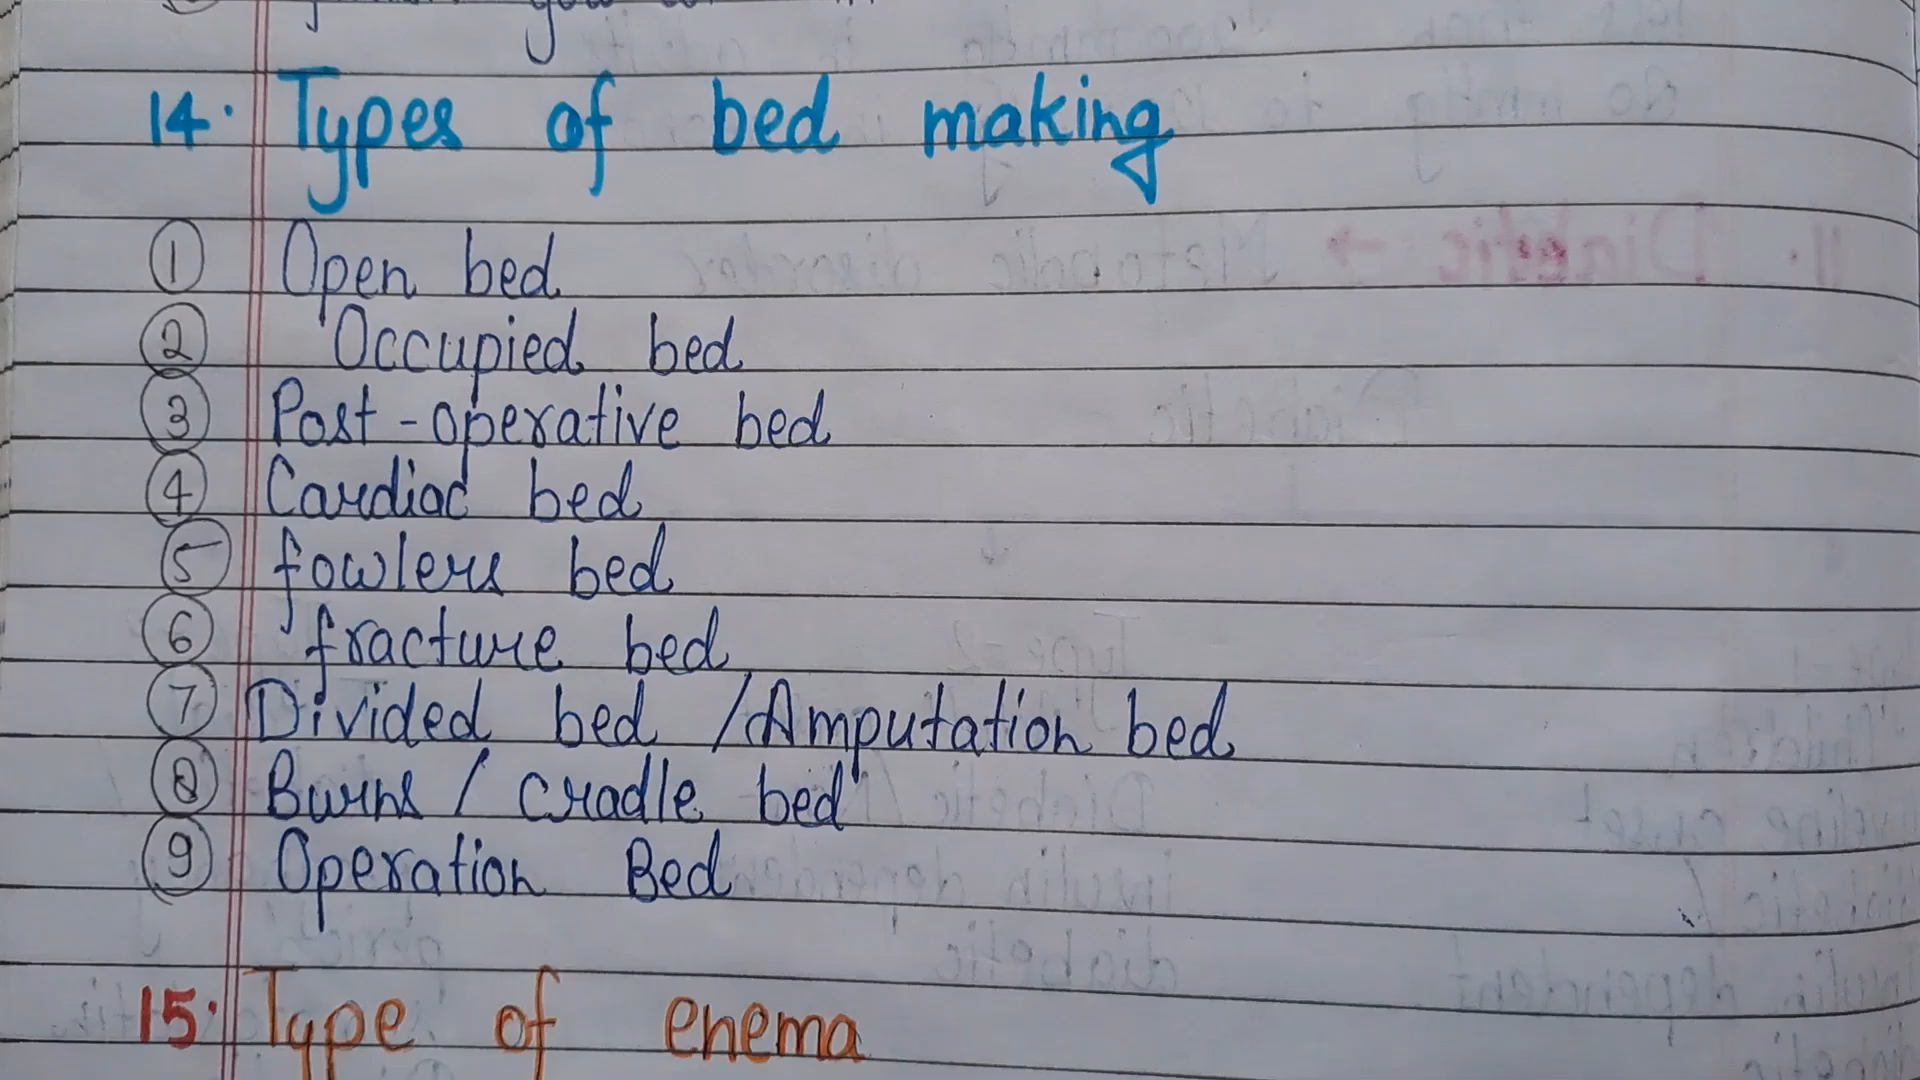 14. Types of bed making
① Open bed
② Occupied bed
③ Post-operative bed
④ Cardiac bed
⑤ fowlers bed
⑥ fracture bed
⑦ Divided bed / Amputation bed
⑧ Burns / cradle bed
⑨ Operation Bed
15. Type of enema